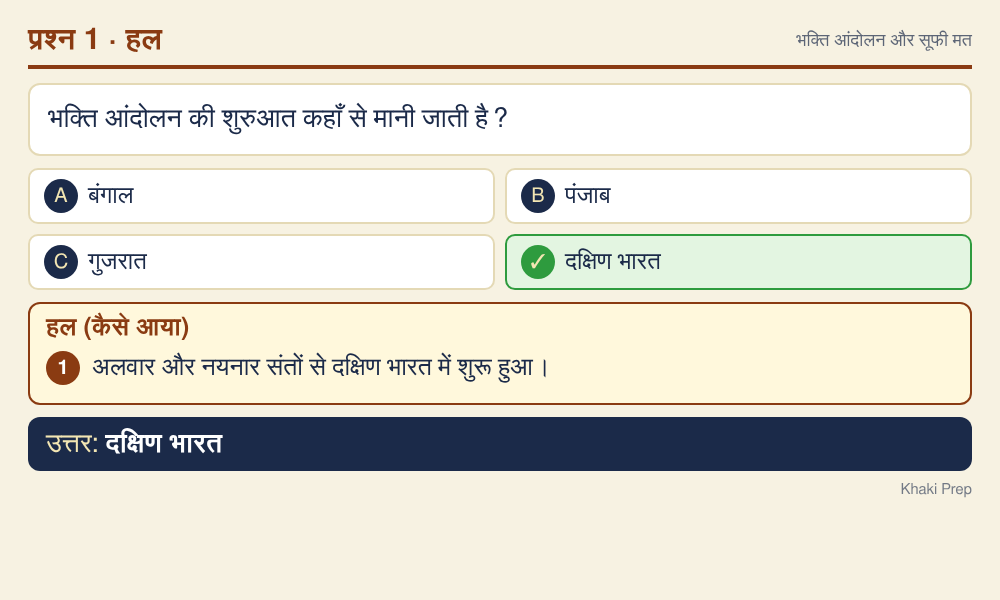 प्रश्न 1 · हल
भक्ति आंदोलन और सूफी मत
भक्ति आंदोलन की शुरुआत कहाँ से मानी जाती है ?
A बंगाल
B पंजाब
C गुजरात
✓ दक्षिण भारत
हल (कैसे आया)
1 अलवार और नयनार संतों से दक्षिण भारत में शुरू हुआ।
उत्तर: दक्षिण भारत
Khaki Prep